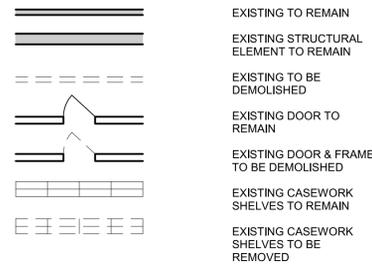 EXISTING TO REMAIN
EXISTING STRUCTURAL
ELEMENT TO REMAIN
EXISTING TO BE
DEMOLISHED
EXISTING DOOR TO
REMAIN
EXISTING DOOR & FRAME
TO BE DEMOLISHED
EXISTING CASEWORK
SHELVES TO REMAIN
EXISTING CASEWORK
SHELVES TO BE
REMOVED